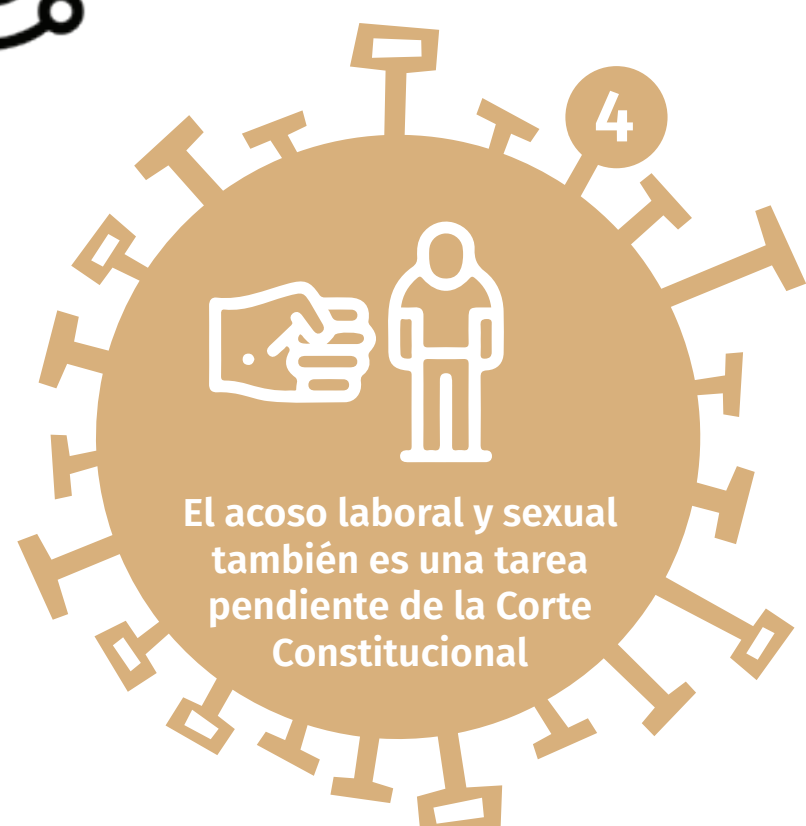 4
El acoso laboral y sexual
también es una tarea
pendiente de la Corte
Constitucional